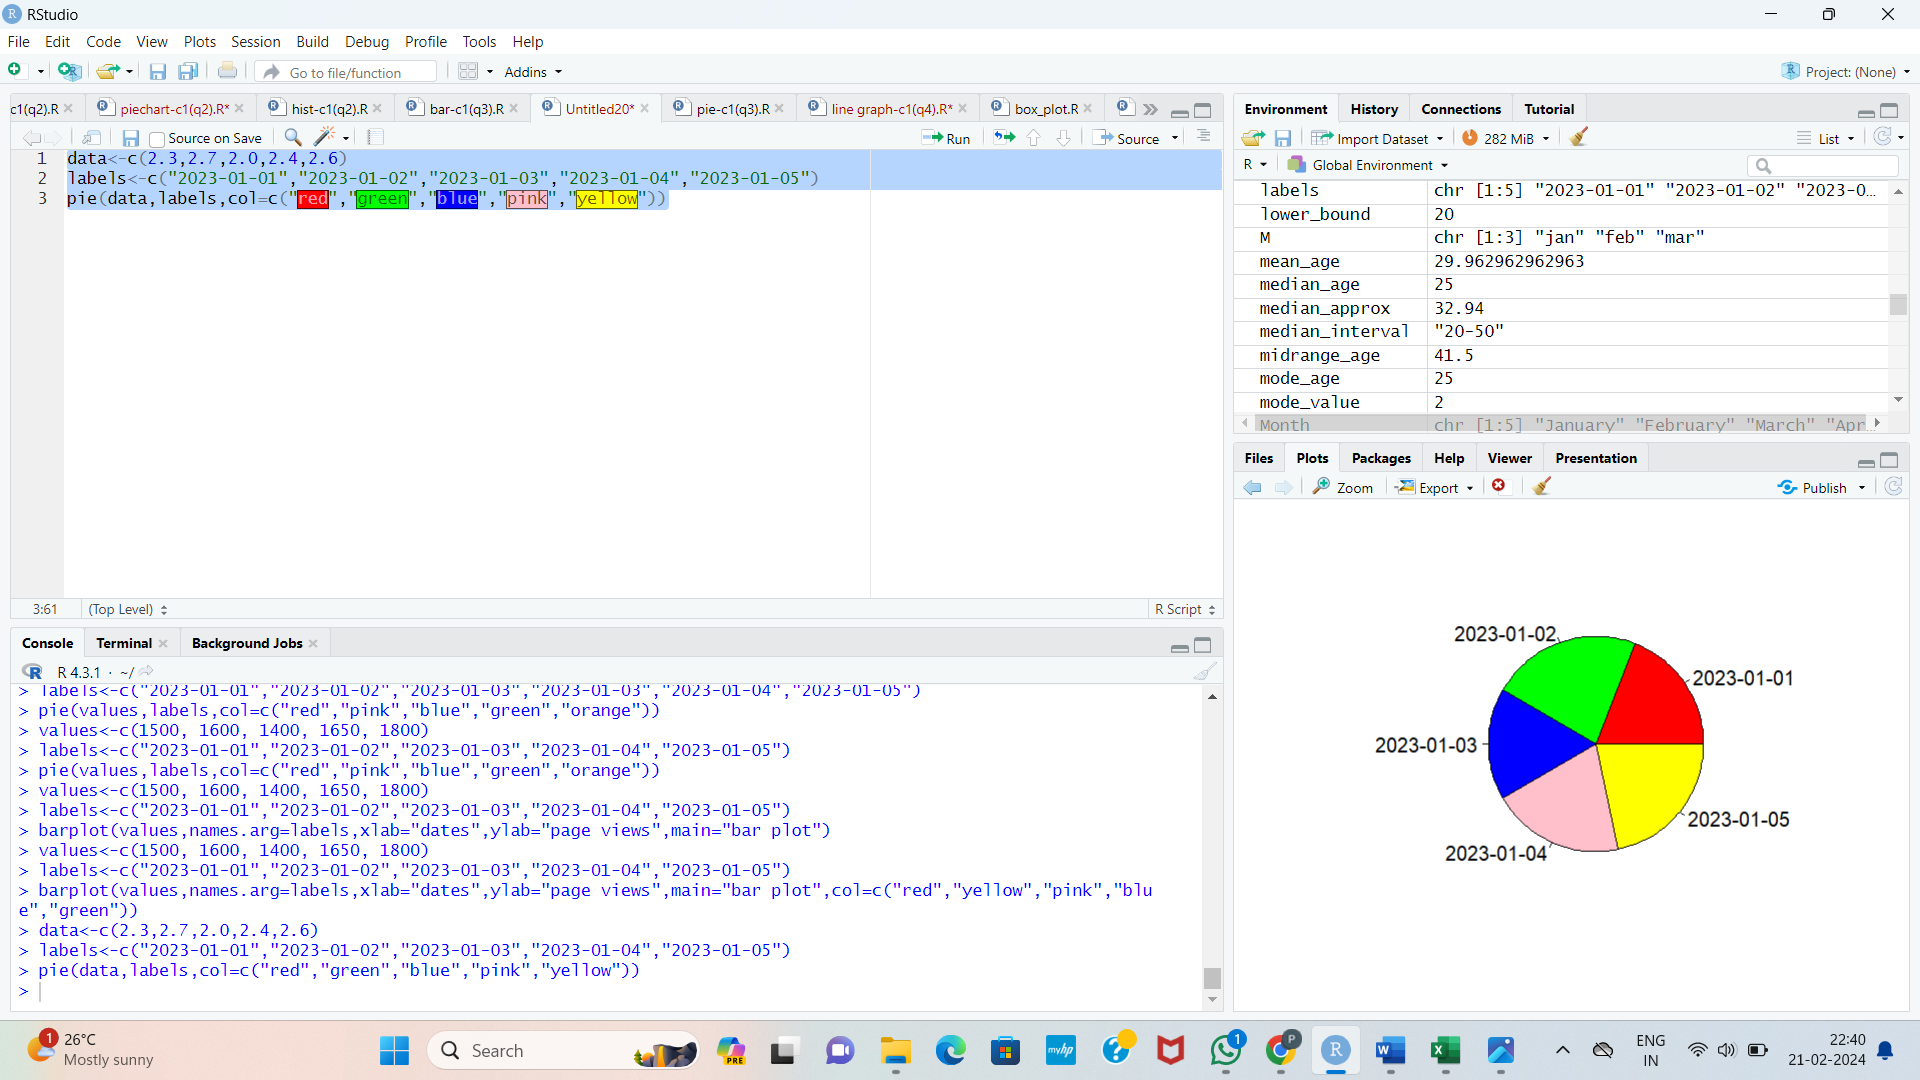 RStudio
File Edit Code View Plots Session Build Debug Profile Tools Help
Go to file/function Addins Project: (None)
c1(q2).R piechart-c1(q2).R* hist-c1(q2).R bar-c1(q3).R Untitled20* pie-c1(q3).R line graph-c1(q4).R* box_plot.R
Source on Save Run Source
1 data<-c(2.3,2.7,2.0,2.4,2.6)
2 labels<-c("2023-01-01","2023-01-02","2023-01-03","2023-01-04","2023-01-05")
3 pie(data,labels,col=c("red","green","blue","pink","yellow"))
3:61 (Top Level) R Script
Console Terminal Background Jobs
R 4.3.1 · ~/
> labels<-c("2023-01-01","2023-01-02","2023-01-03","2023-01-03","2023-01-04","2023-01-05")
> pie(values,labels,col=c("red","pink","blue","green","orange"))
> values<-c(1500, 1600, 1400, 1650, 1800)
> labels<-c("2023-01-01","2023-01-02","2023-01-03","2023-01-04","2023-01-05")
> pie(values,labels,col=c("red","pink","blue","green","orange"))
> values<-c(1500, 1600, 1400, 1650, 1800)
> labels<-c("2023-01-01","2023-01-02","2023-01-03","2023-01-04","2023-01-05")
> barplot(values,names.arg=labels,xlab="dates",ylab="page views",main="bar plot")
> values<-c(1500, 1600, 1400, 1650, 1800)
> labels<-c("2023-01-01","2023-01-02","2023-01-03","2023-01-04","2023-01-05")
> barplot(values,names.arg=labels,xlab="dates",ylab="page views",main="bar plot",col=c("red","yellow","pink","blu
e","green"))
> data<-c(2.3,2.7,2.0,2.4,2.6)
> labels<-c("2023-01-01","2023-01-02","2023-01-03","2023-01-04","2023-01-05")
> pie(data,labels,col=c("red","green","blue","pink","yellow"))
>
Environment History Connections Tutorial
Import Dataset 282 MiB List
R Global Environment
labels chr [1:5] "2023-01-01" "2023-01-02" "2023-0...
lower_bound 20
M chr [1:3] "jan" "feb" "mar"
mean_age 29.962962962963
median_age 25
median_approx 32.94
median_interval "20-50"
midrange_age 41.5
mode_age 25
mode_value 2
Month chr [1:5] "January" "February" "March" "Apr...
Files Plots Packages Help Viewer Presentation
Zoom Export Publish
2023-01-02
2023-01-01
2023-01-03
2023-01-05
2023-01-04
1 26°C
Mostly sunny
Search
PRE
myhp
1
P
R
W
X
ENG
IN
22:40
21-02-2024